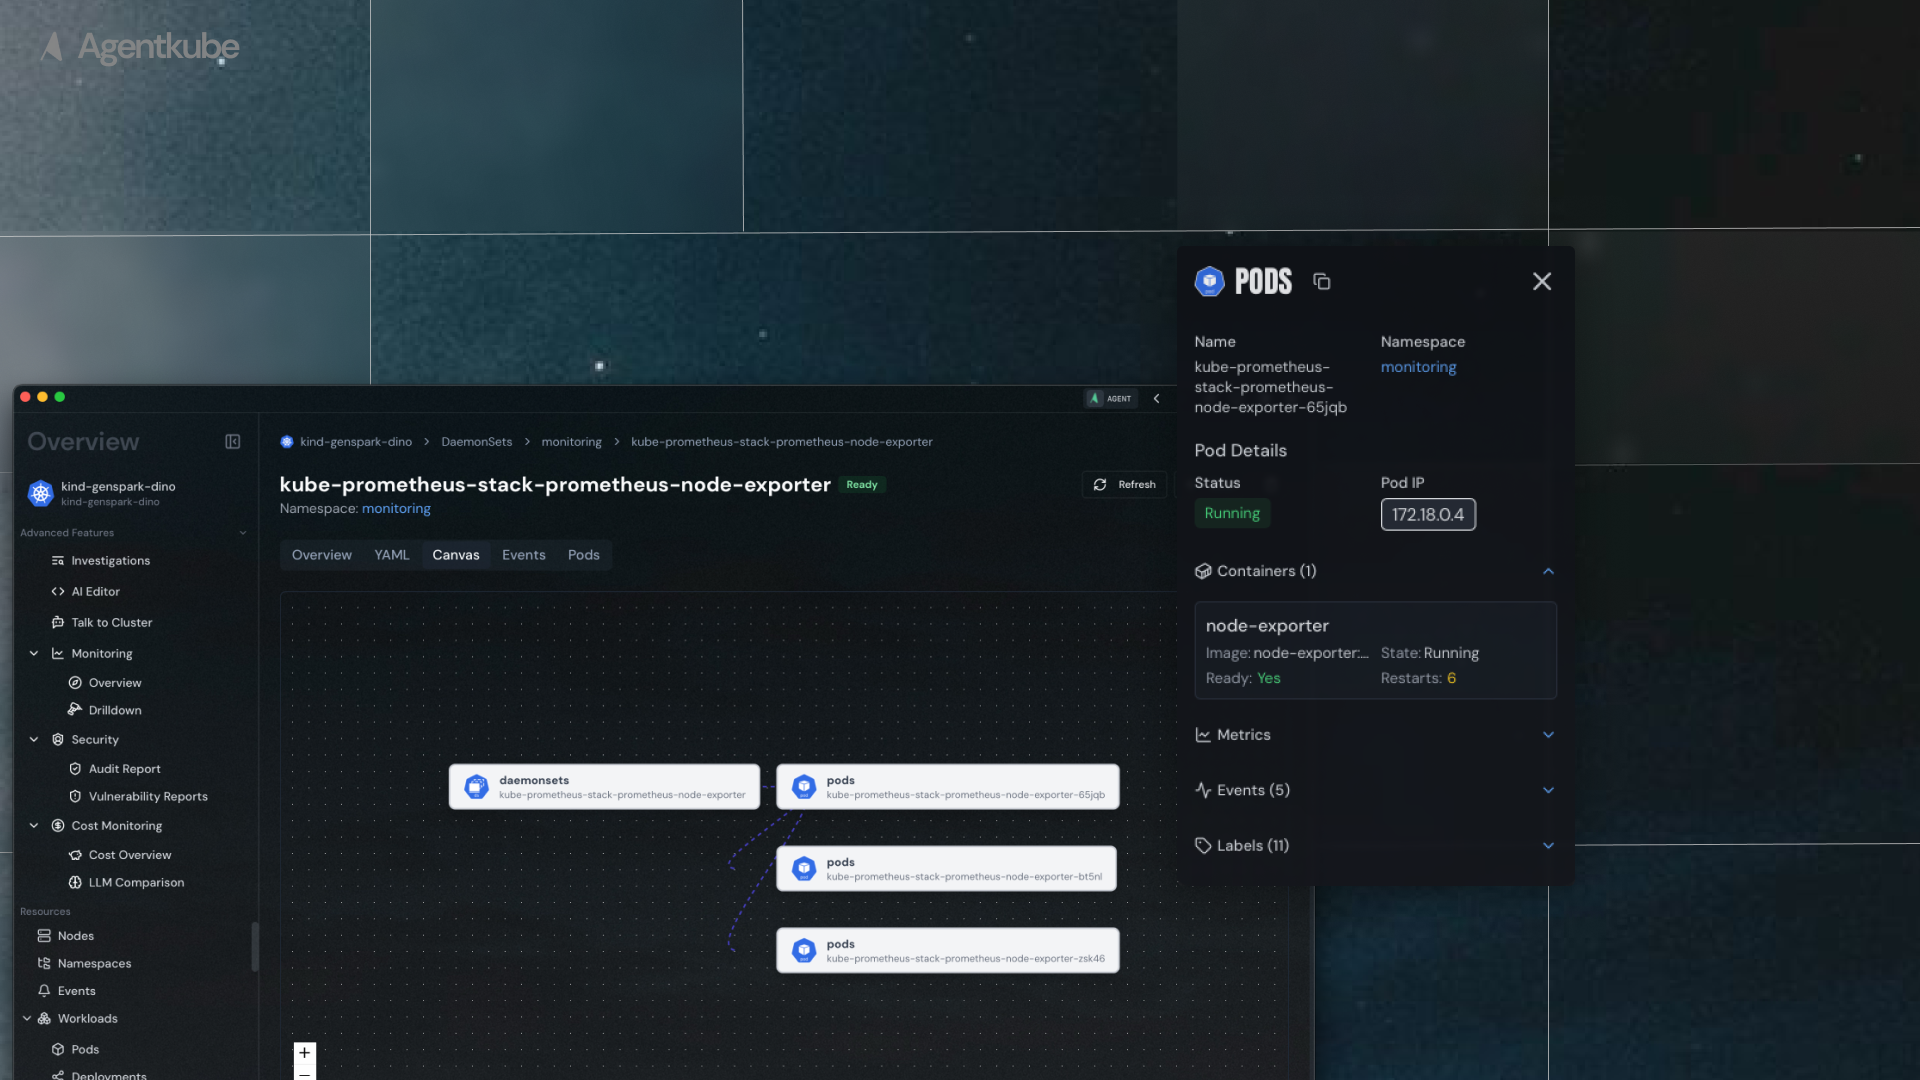 Agentkube
AGENT
Overview
kind-genspark-dino
kind-genspark-dino
Advanced Features
Investigations
AI Editor
Talk to Cluster
Monitoring
Overview
Drilldown
Security
Audit Report
Vulnerability Reports
Cost Monitoring
Cost Overview
LLM Comparison
Resources
Nodes
Namespaces
Events
Workloads
Pods
Deployments
kind-genspark-dino > DaemonSets > monitoring > kube-prometheus-stack-prometheus-node-exporter
kube-prometheus-stack-prometheus-node-exporter Ready
Refresh
Namespace: monitoring
Overview YAML Canvas Events Pods
daemonsets
kube-prometheus-stack-prometheus-node-exporter
pods
kube-prometheus-stack-prometheus-node-exporter-65jqb
pods
kube-prometheus-stack-prometheus-node-exporter-bt5nl
pods
kube-prometheus-stack-prometheus-node-exporter-zsk46
PODS
Name Namespace
kube-prometheus- monitoring
stack-prometheus-
node-exporter-65jqb
Pod Details
Status Pod IP
Running 172.18.0.4
Containers (1)
node-exporter
Image: node-exporter:... State: Running
Ready: Yes Restarts: 6
Metrics
Events (5)
Labels (11)